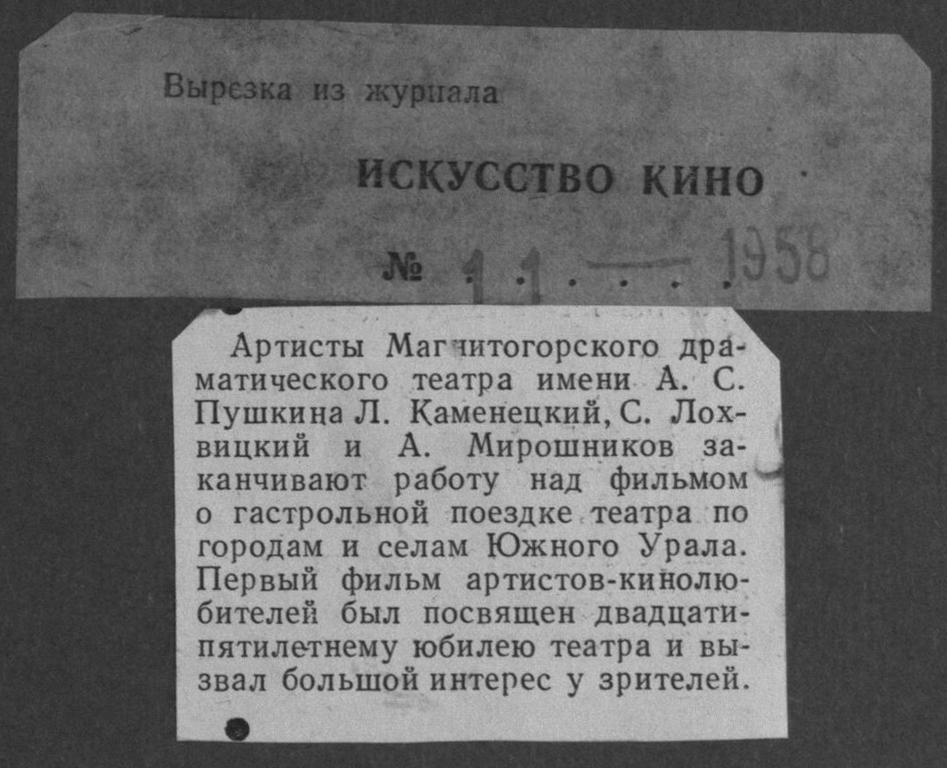 Вырезка из журнала
ИСКУССТВО КИНО
№ 11 1958
Артисты Магнитогорского дра-
матического театра имени А. С.
Пушкина Л. Каменецкий, С. Лох-
вицкий и А. Мирошников за-
канчивают работу над фильмом
о гастрольной поездке театра по
городам и селам Южного Урала.
Первый фильм артистов-кинолю-
бителей был посвящен двадцати-
пятилетнему юбилею театра и вы-
звал большой интерес у зрителей.